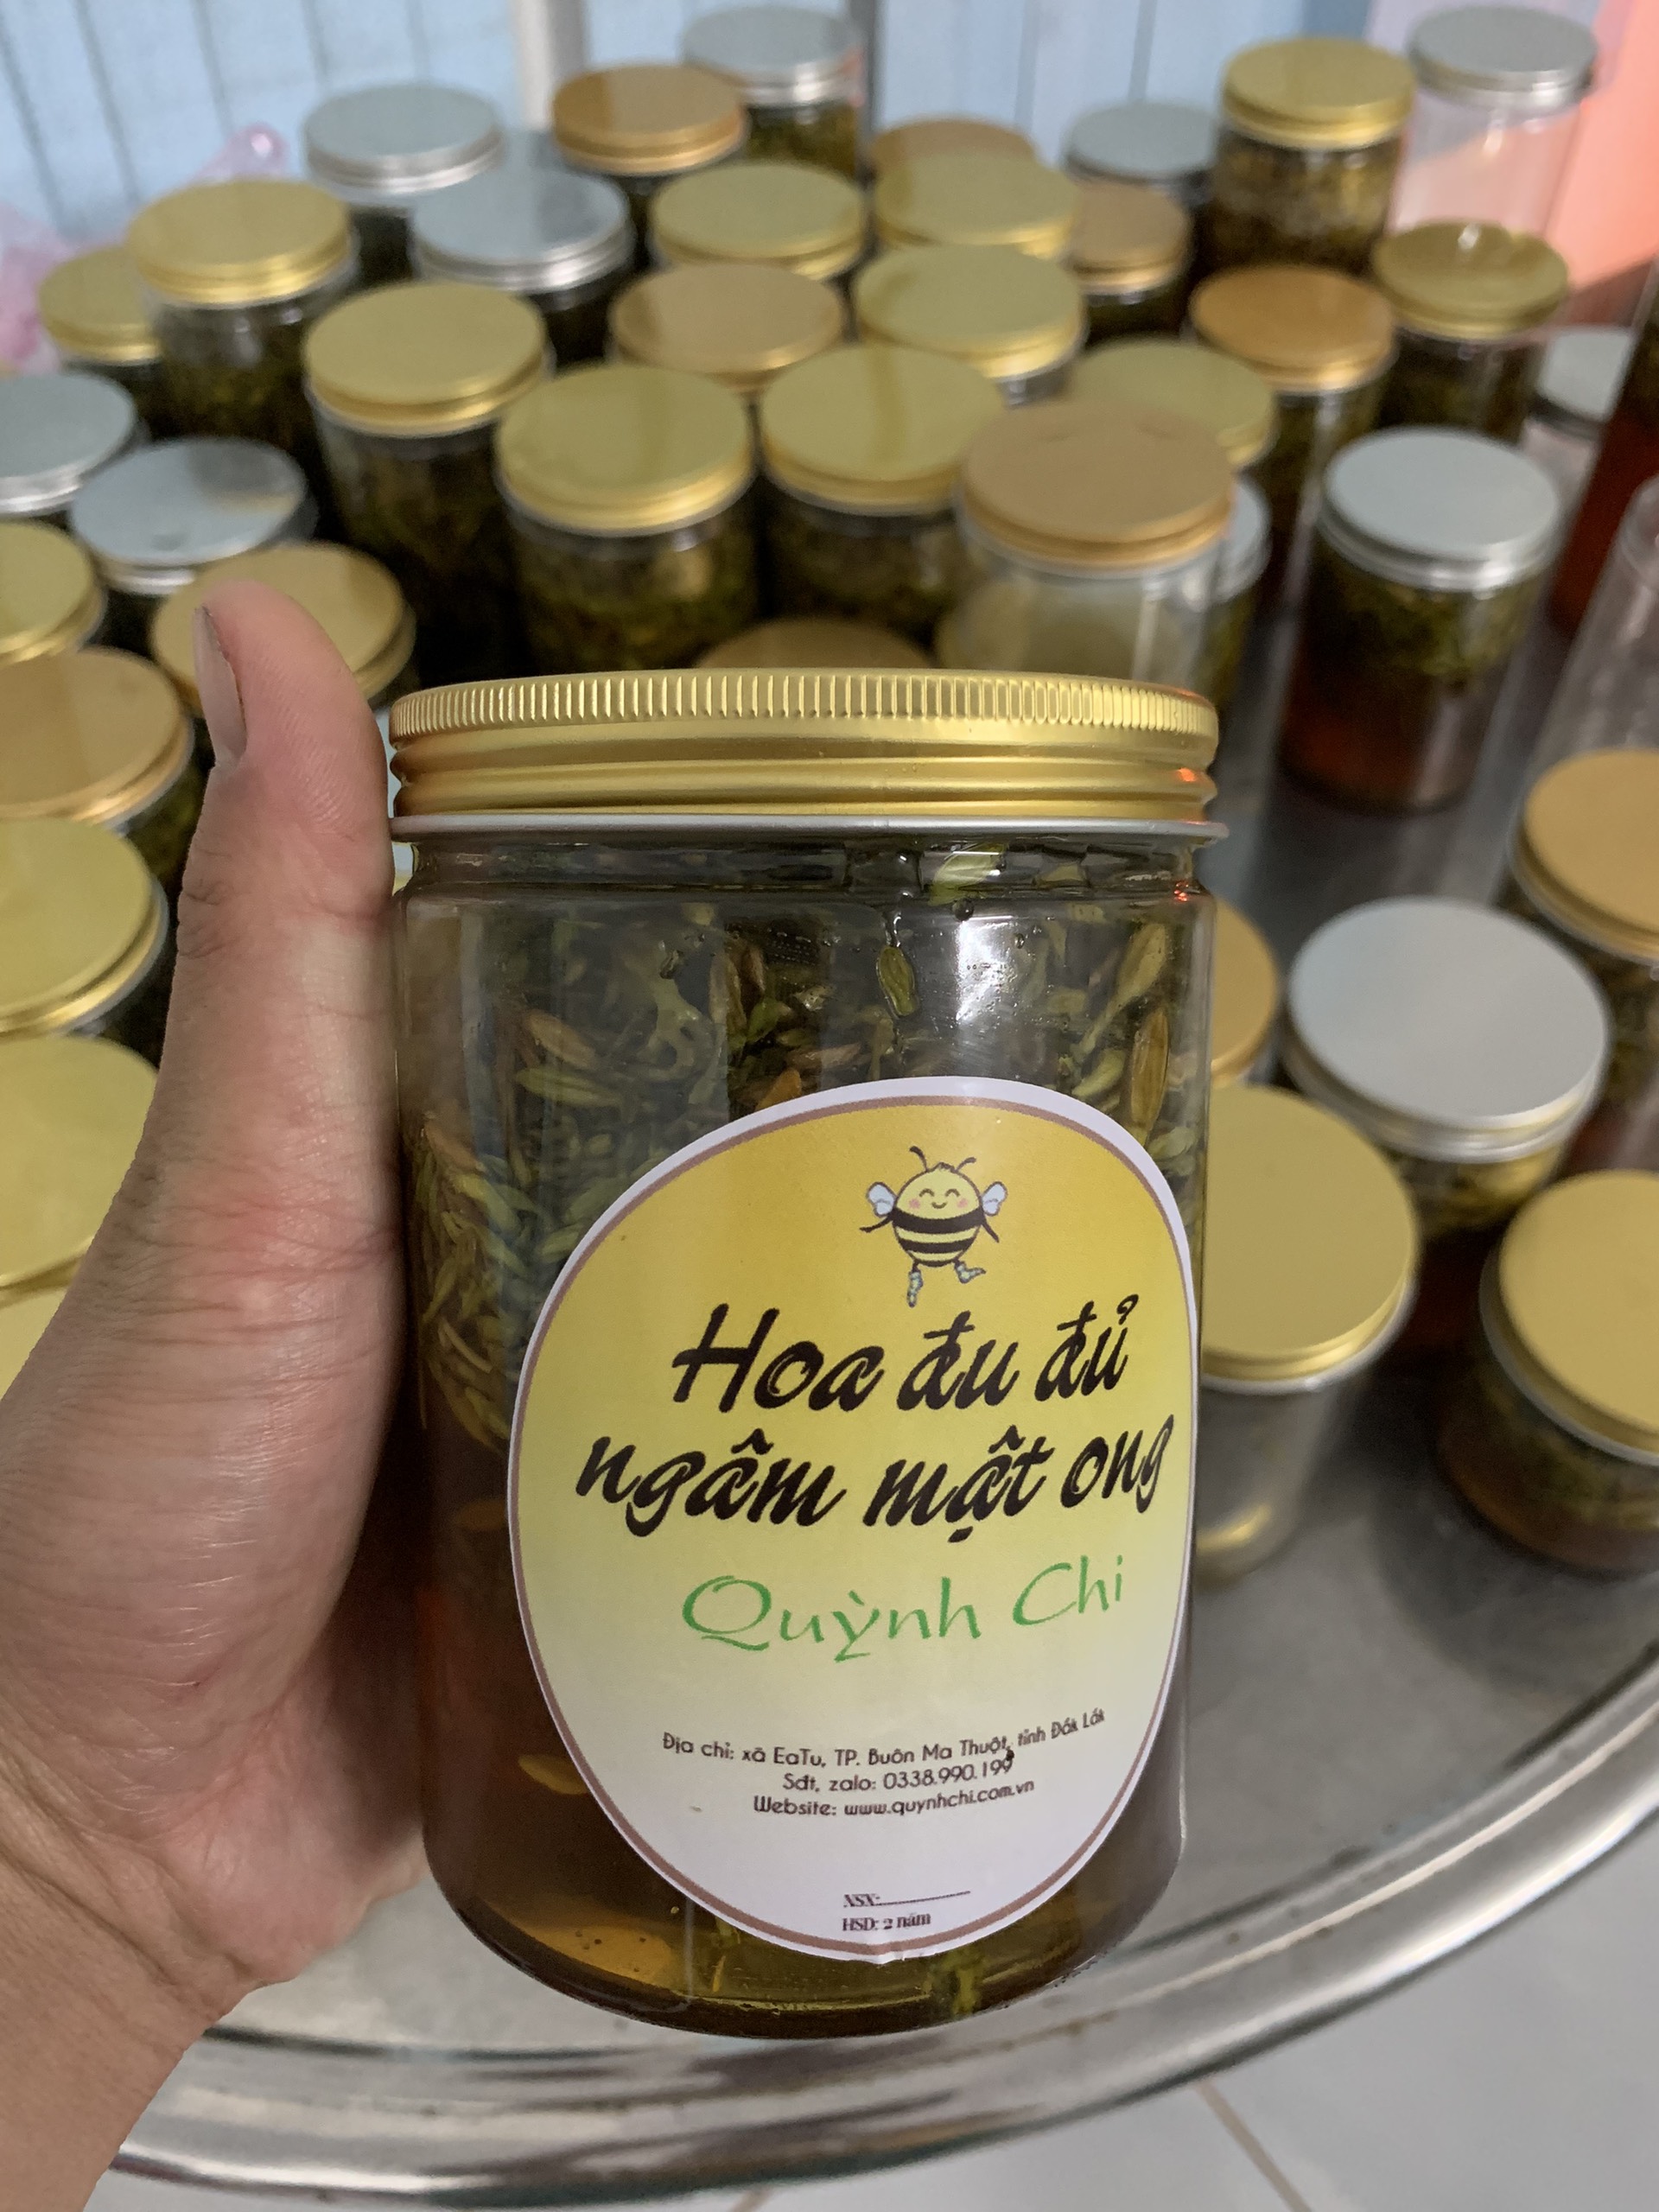 Hoa đu đủ
ngâm mật ong
Quỳnh Chi
Địa chỉ: xã EaTu, TP. Buôn Ma Thuột, tỉnh Đắk Lắk
Sđt, zalo: 0338.990.199
Website: www.quynhchi.com.vn
NSX:
HSD: 2 năm